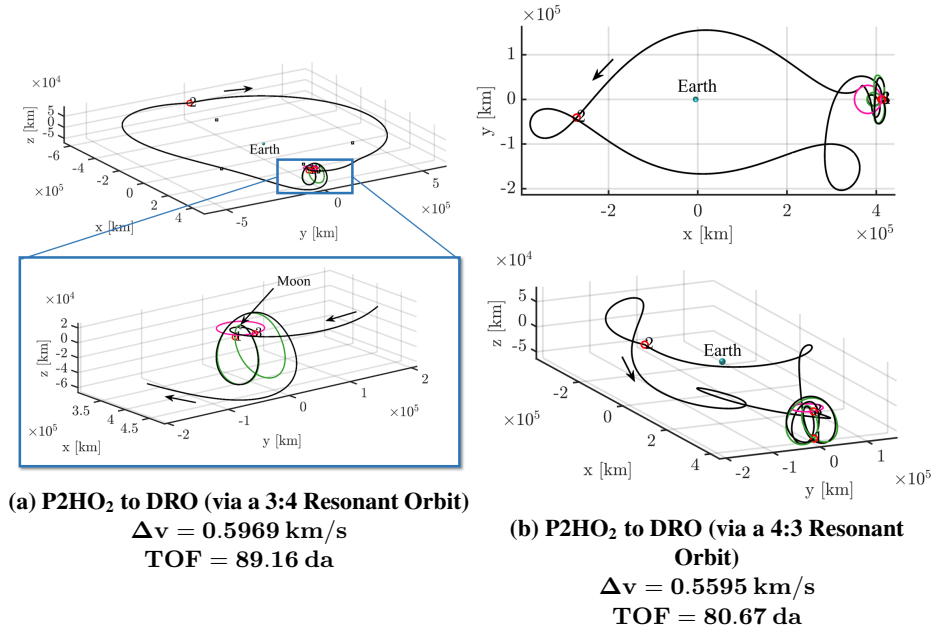 ×10⁴
5
0
-5
z [km]
-6
-4
-2
0
2
4
×10⁵
x [km]
-5
0
5
×10⁵
y [km]
2
Earth
Moon
×10⁴
2
0
-2
-4
-6
z [km]
3.5
4
4.5
×10⁵
x [km]
-2
-1
0
1
2
×10⁵
y [km]
1
3
(a) P2HO₂ to DRO (via a 3:4 Resonant Orbit)
Δv = 0.5969 km/s
TOF = 89.16 da
×10⁵
1
0
-1
-2
y [km]
Earth
2
-2
0
2
4
×10⁵
x [km]
×10⁴
5
0
-5
z [km]
2
Earth
-2
0
2
4
×10⁵
x [km]
-2
-1
0
1
×10⁵
y [km]
(b) P2HO₂ to DRO (via a 4:3 Resonant
Orbit)
Δv = 0.5595 km/s
TOF = 80.67 da